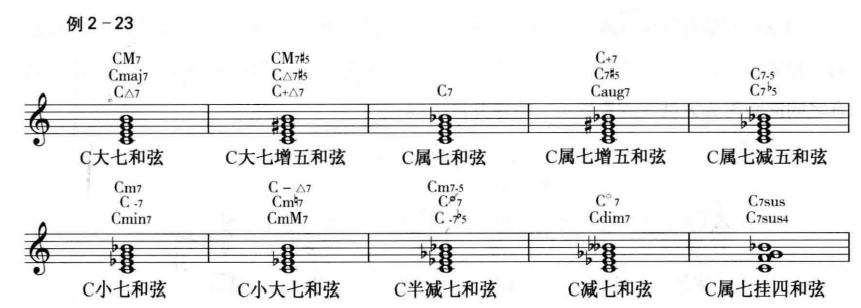 例 2-23
CM7 CM7♯5 C+7
Cmaj7 C△7♯5 C7♯5 C7-5
C△7 C+△7 C7 Caug7 C7♭5
C大七和弦 C大七增五和弦 C属七和弦 C属七增五和弦 C属七减五和弦
Cm7 C-△7 Cm7-5
C-7 Cm♮7 Cø7 C°7 C7sus
Cmin7 CmM7 C-7♭5 Cdim7 C7sus4
C小七和弦 C小大七和弦 C半减七和弦 C减七和弦 C属七挂四和弦